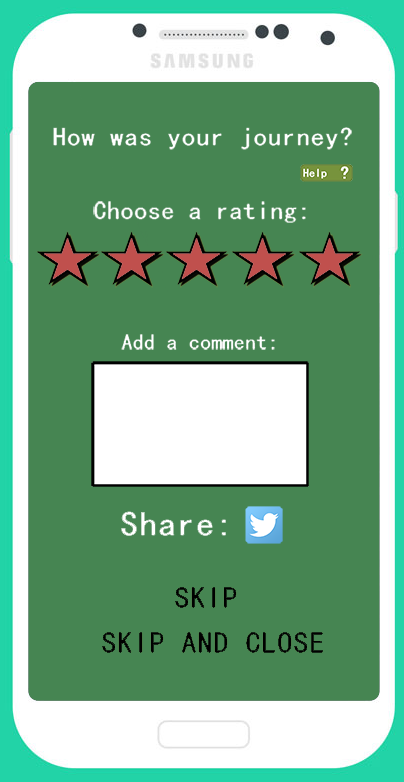 SAMSUNG
How was your journey?
Help ?
Choose a rating:
Add a comment:
Share:
SKIP
SKIP AND CLOSE